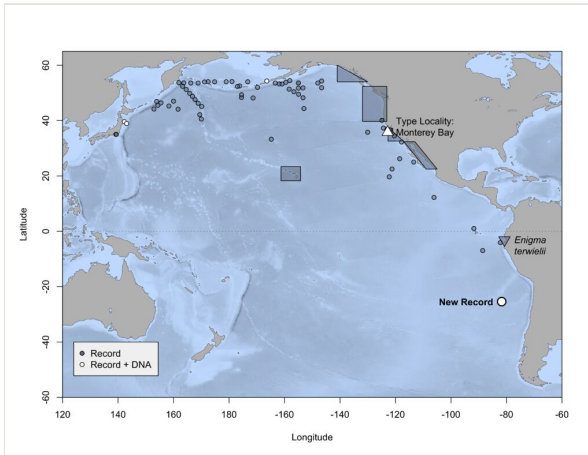 60
40
20
0
-20
-40
-60
Latitude
Type Locality:
Monterey Bay
Enigma
terwielii
New Record
Record
Record + DNA
120
140
160
180
-160
-140
-120
-100
-80
-60
Longitude